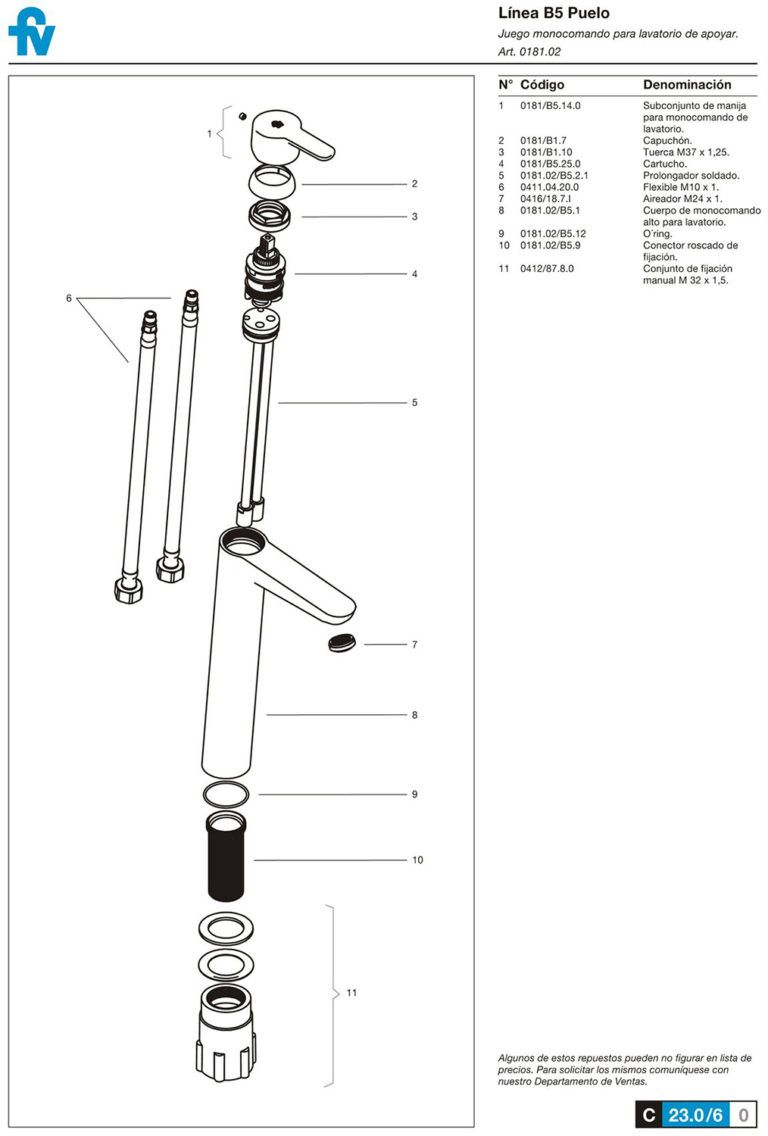 fv
Línea B5 Puelo
Juego monocomando para lavatorio de apoyar.
Art. 0181.02
N° Código Denominación
1 0181/B5.14.0 Subconjunto de manija
para monocomando de
lavatorio.
2 0181/B1.7 Capuchón.
3 0181/B1.10 Tuerca M37 x 1,25.
4 0181/B5.25.0 Cartucho.
5 0181.02/B5.2.1 Prolongador soldado.
6 0411.04.20.0 Flexible M10 x 1.
7 0416/18.7.I Aireador M24 x 1.
8 0181.02/B5.1 Cuerpo de monocomando
alto para lavatorio.
9 0181.02/B5.12 O´ring.
10 0181.02/B5.9 Conector roscado de
fijación.
11 0412/87.8.0 Conjunto de fijación
manual M 32 x 1,5.
1
2
3
4
6
5
7
8
9
10
11
Algunos de estos repuestos pueden no figurar en lista de
precios. Para solicitar los mismos comuníquese con
nuestro Departamento de Ventas.
C 23.0/6 0